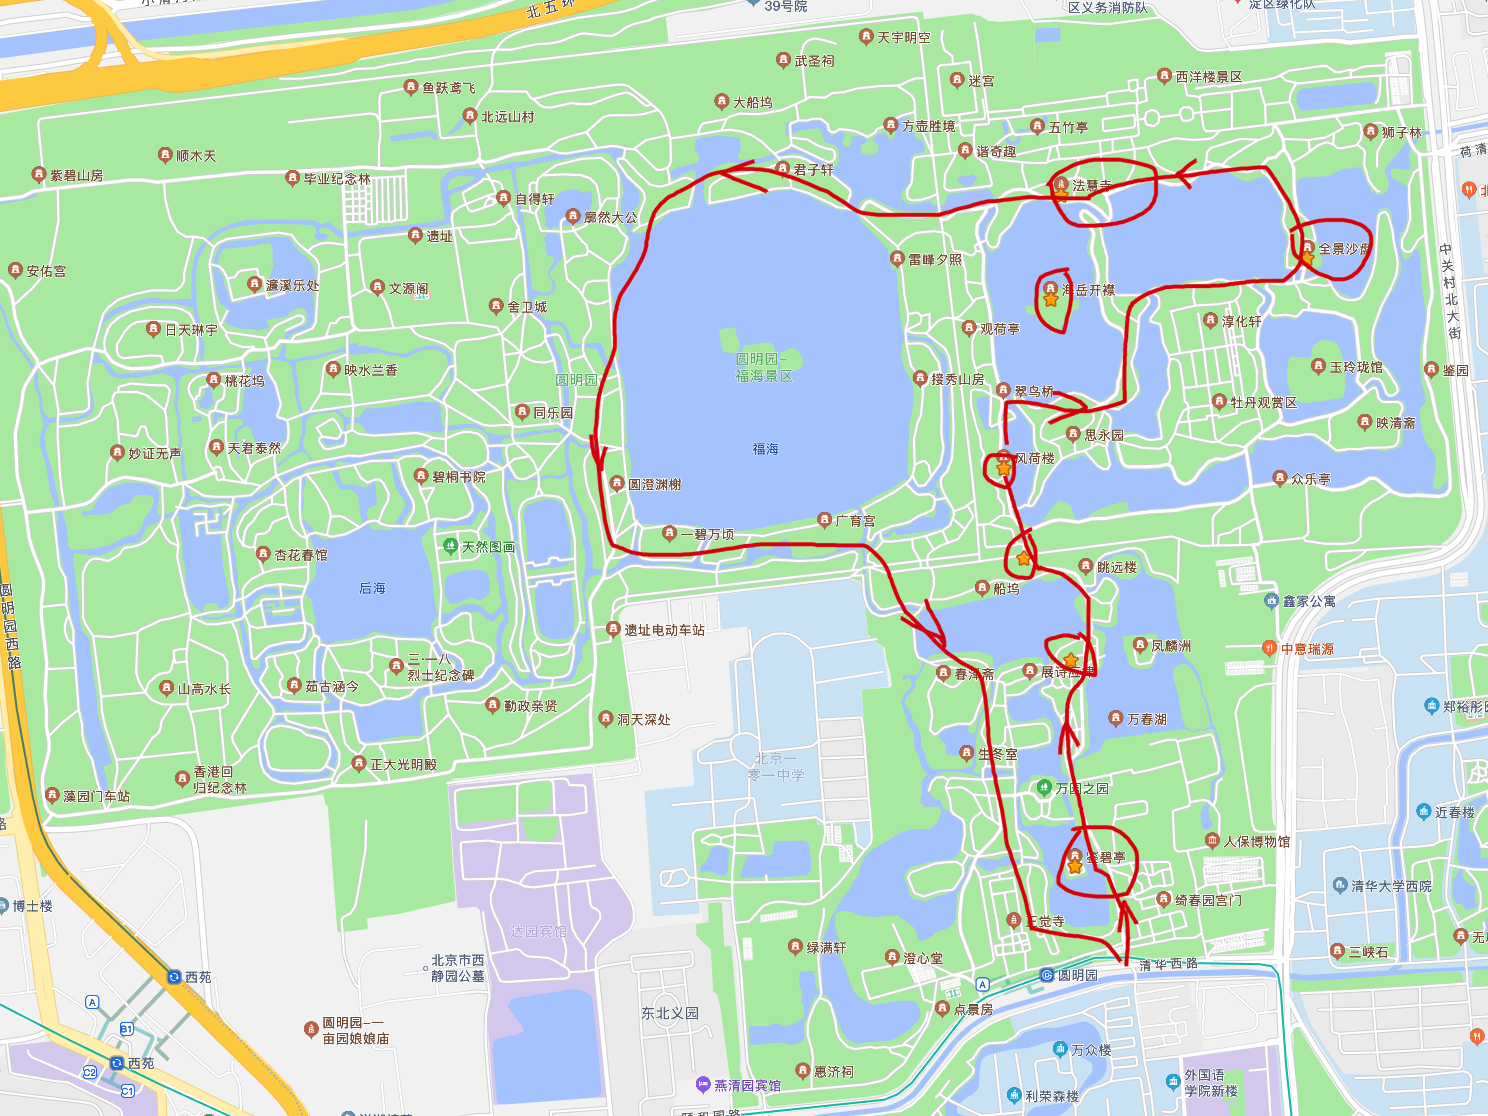 北五环
39号院
区义务消防队
淀区绿化队
天宇明空
武圣祠
迷宫
西洋楼景区
鱼跃鸢飞
北远山村
大船坞
方壶胜境
五竹亭
狮子林
荷清
谐奇趣
顺木天
紫碧山房
毕业纪念林
君子轩
法慧寺
自得轩
廓然大公
遗址
安佑宫
濂溪乐处
文源阁
舍卫城
雷峰夕照
海岳开襟
全景沙盘
中关村北大街
日天琳宇
观荷亭
淳化轩
圆明园-
福海景区
映水兰香
桃花坞
圆明园
接秀山房
翠鸟桥
玉玲珑馆
鉴园
同乐园
牡丹观赏区
映清斋
妙证无声
天君泰然
福海
思永园
碧桐书院
圆澄渊榭
风荷楼
众乐亭
广育宫
一碧万顷
杏花春馆
天然图画
后海
船坞
眺远楼
鑫家公寓
圆明园西路
遗址电动车站
凤麟洲
中意瑞源
三·一八
烈士纪念碑
春泽斋
展诗应律
山高水长
茹古涵今
勤政亲贤
洞天深处
万春湖
生冬室
北京一
零一中学
正大光明殿
香港回
归纪念林
藻园门车站
万国之园
路
近春楼
人保博物馆
鉴碧亭
清华大学西院
博士楼
绮春园宫门
正觉寺
达园宾馆
绿满轩
澄心堂
三峡石
北京市西
静园公墓
清华西路
西苑
A
圆明园
A
东北义园
点景房
圆明园-一
亩园娘娘庙
B1
西苑
C2
C1
万众楼
惠济祠
燕清园宾馆
外国语
学院新楼
利荣森楼
颐和园路